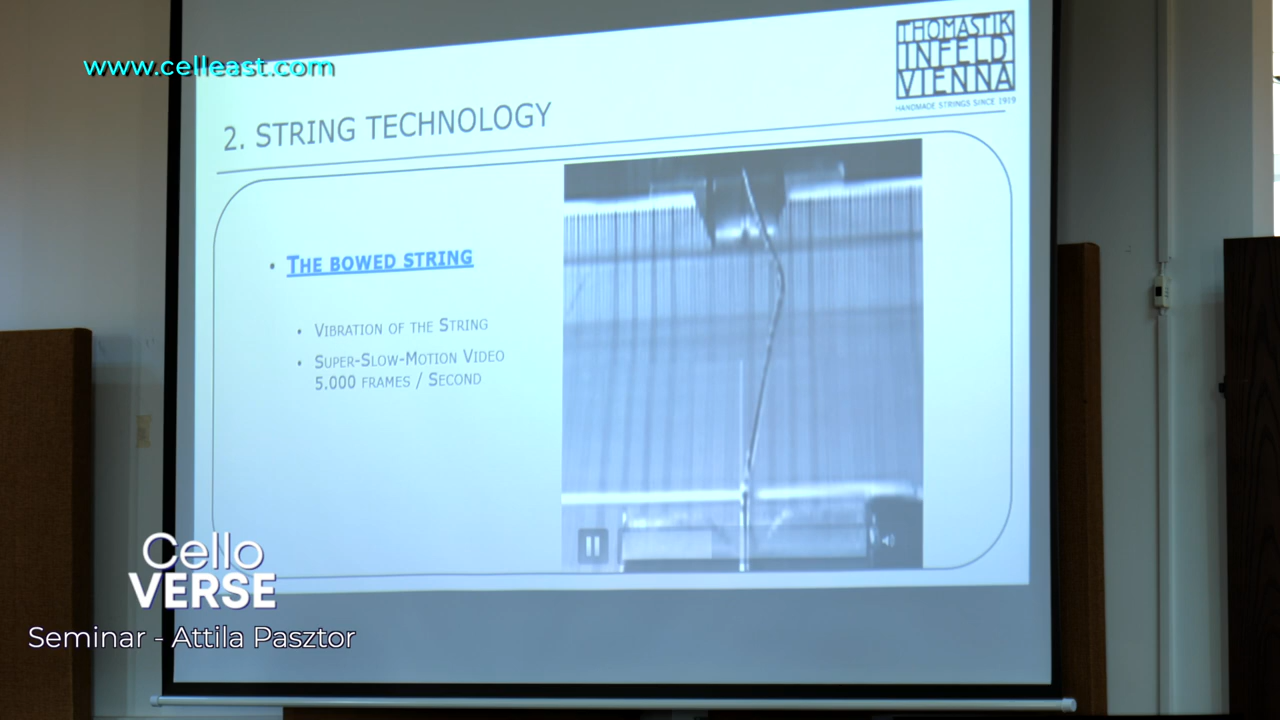 www.celleast.com
THOMASTIK
INFELD
VIENNA
HANDMADE STRINGS SINCE 1919
2. STRING TECHNOLOGY
• THE BOWED STRING
• VIBRATION OF THE STRING
• SUPER-SLOW-MOTION VIDEO
5.000 FRAMES / SECOND
Cello
VERSE
Seminar - Attila Pasztor